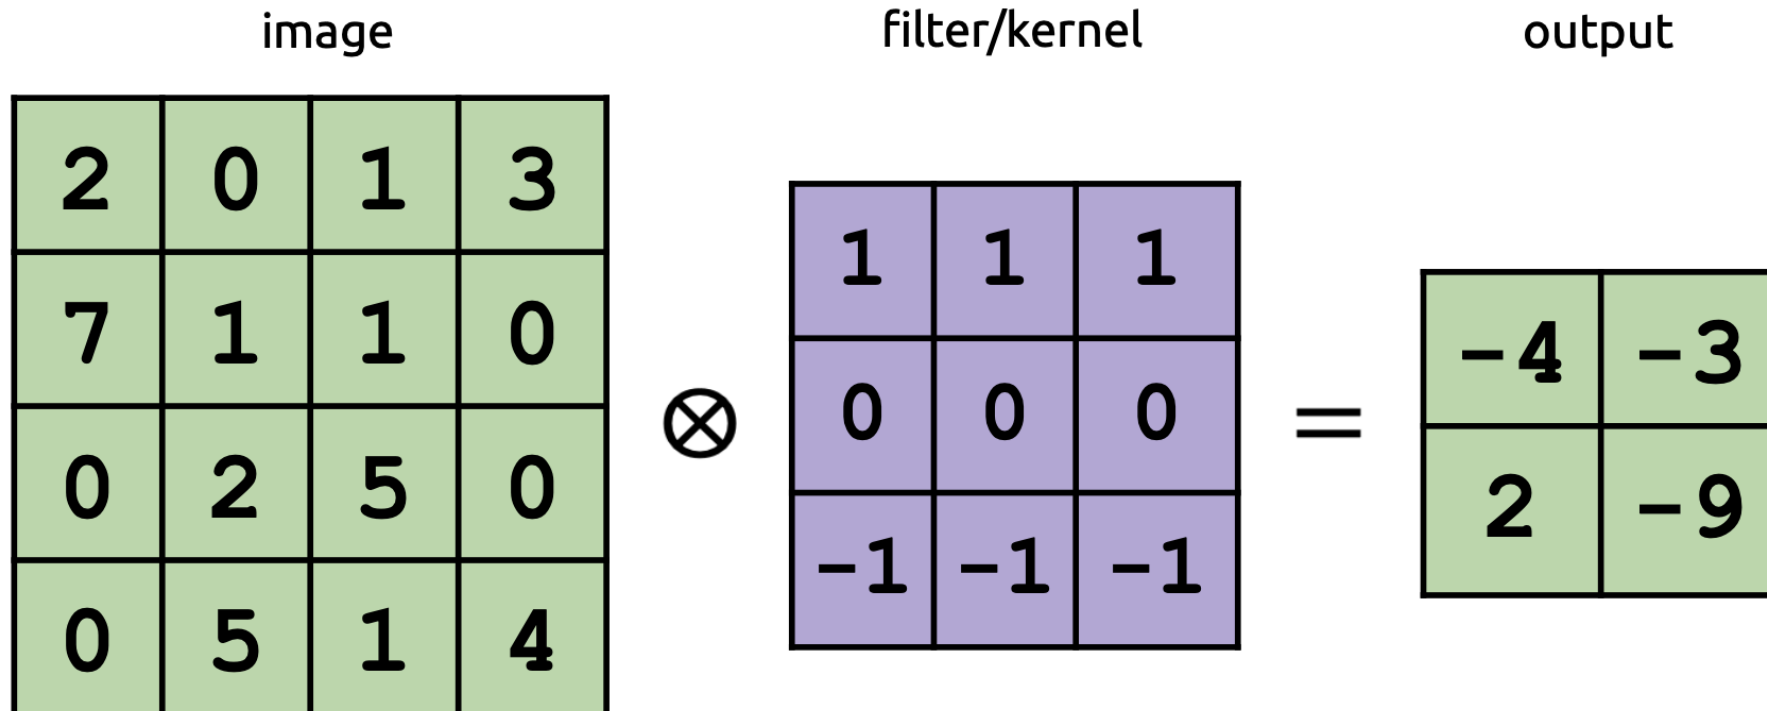 image filter/kernel output
2 0 1 3
7 1 1 0
0 2 5 0
0 5 1 4
⊗
1 1 1
0 0 0
-1 -1 -1
=
-4 -3
2 -9